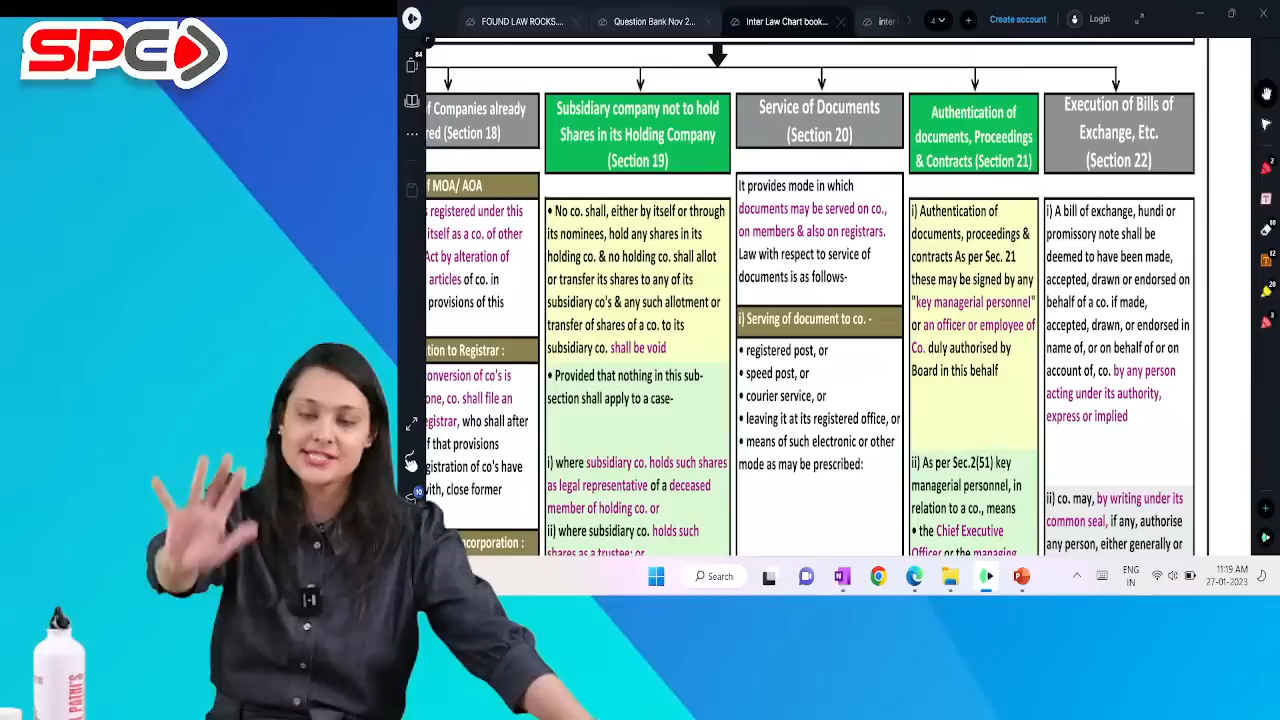 SPC
FOUND LAW ROCKS....
Question Bank Nov 2...
Inter Law Chart book...
inter l
4
Create account
Login
84
of Companies already
red (Section 18)
of MOA/ AOA
s registered under this
itself as a co. of other
Act by alteration of
articles of co. in
provisions of this
tion to Registrar :
conversion of co's is
one, co. shall file an
egistrar, who shall after
f that provisions
gistration of co's have
vith, close former
ncorporation :
Subsidiary company not to hold
Shares in its Holding Company
(Section 19)
• No co. shall, either by itself or through
its nominees, hold any shares in its
holding co. & no holding co. shall allot
or transfer its shares to any of its
subsidiary co's & any such allotment or
transfer of shares of a co. to its
subsidiary co. shall be void
• Provided that nothing in this sub-
section shall apply to a case-
i) where subsidiary co. holds such shares
as legal representative of a deceased
member of holding co. or
ii) where subsidiary co. holds such
shares as a trustee; or
Service of Documents
(Section 20)
It provides mode in which
documents may be served on co.,
on members & also on registrars.
Law with respect to service of
documents is as follows-
i) Serving of document to co. -
• registered post, or
• speed post, or
• courier service, or
• leaving it at its registered office, or
• means of such electronic or other
mode as may be prescribed:
Authentication of
documents, Proceedings
& Contracts (Section 21)
i) Authentication of
documents, proceedings &
contracts As per Sec. 21
these may be signed by any
"key managerial personnel"
or an officer or employee of
Co. duly authorised by
Board in this behalf
ii) As per Sec.2(51) key
managerial personnel, in
relation to a co., means
• the Chief Executive
Officer or the managing
Execution of Bills of
Exchange, Etc.
(Section 22)
i) A bill of exchange, hundi or
promissory note shall be
deemed to have been made,
accepted, drawn or endorsed on
behalf of a co. if made,
accepted, drawn, or endorsed in
name of, or on behalf of or on
account of, co. by any person
acting under its authority,
express or implied
ii) co. may, by writing under its
common seal, if any, authorise
any person, either generally or
10
Search
ENG
IN
11:19 AM
27-01-2023
L PATHI'S